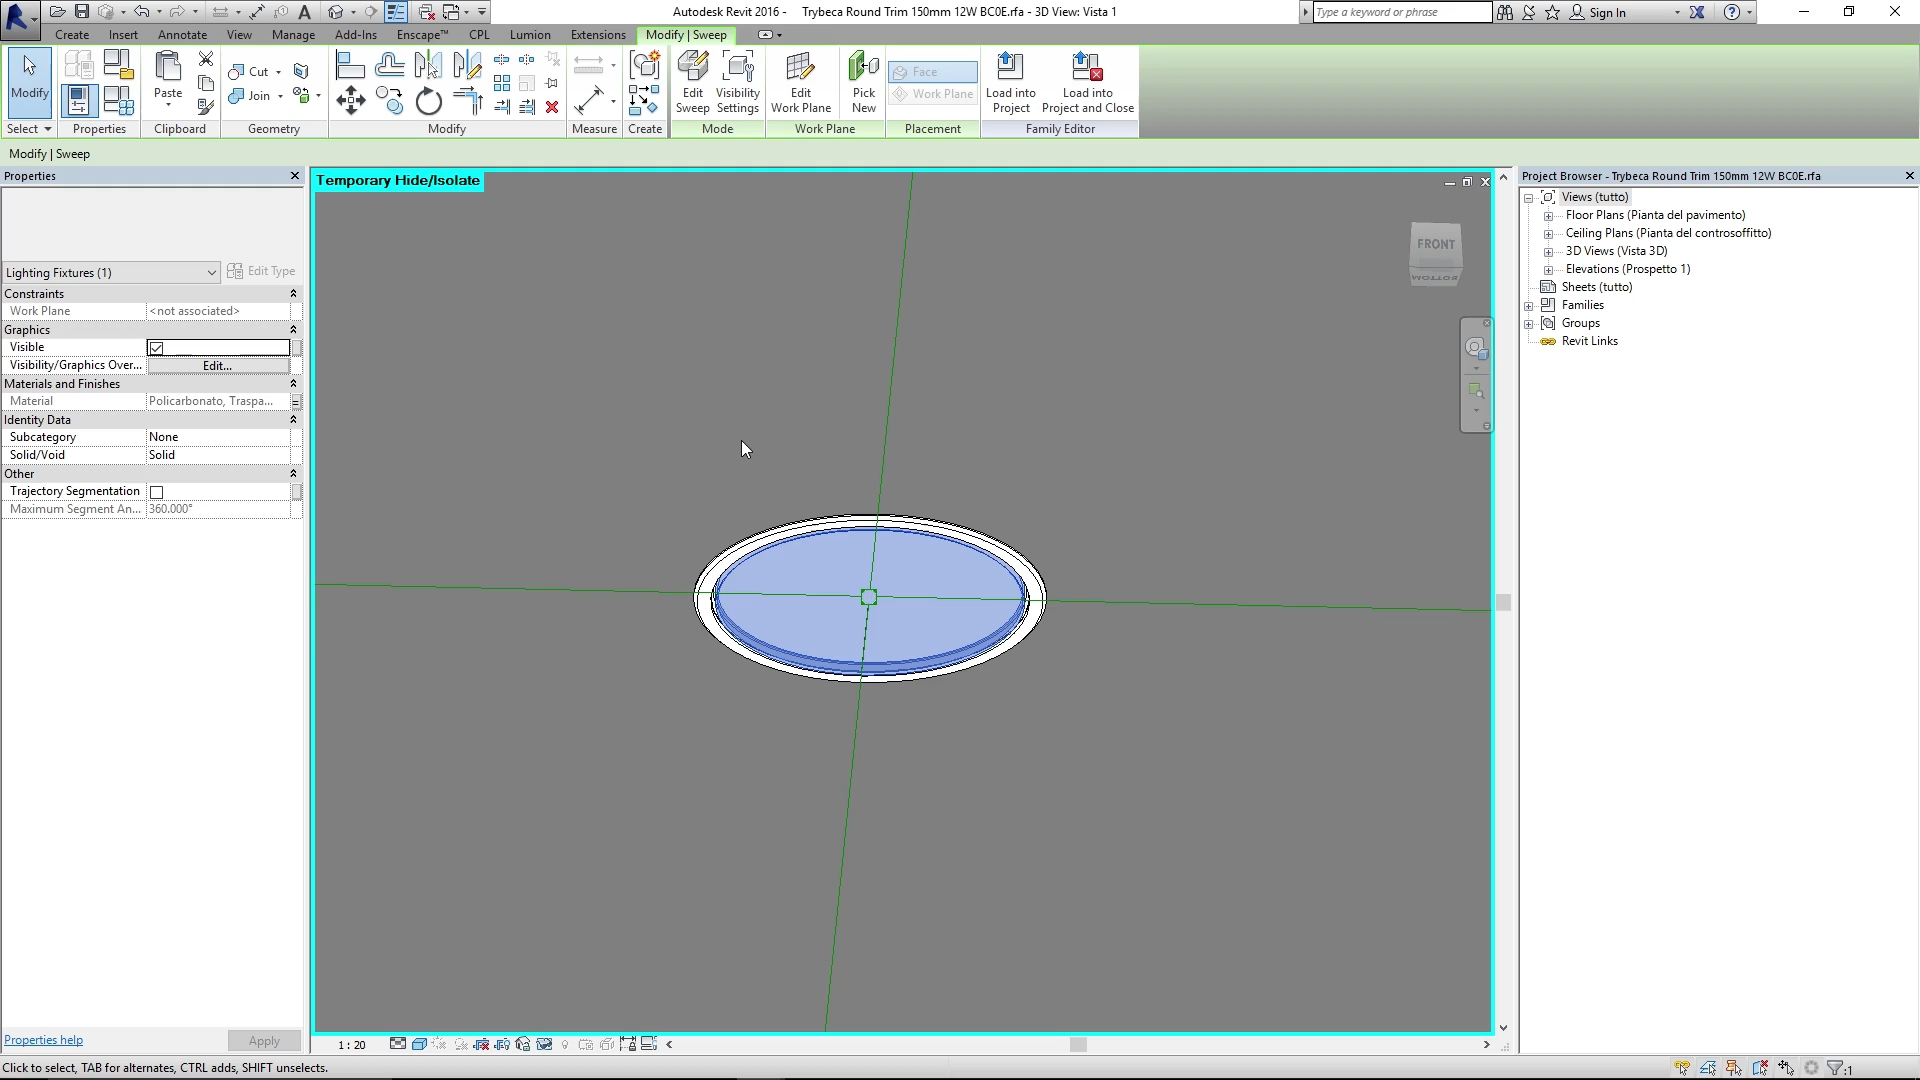 Autodesk Revit 2016 -    Trybeca Round Trim 150mm 12W BC0E.rfa - 3D View: Vista 1
Type a keyword or phrase
Sign In
Create Insert Annotate View Manage Add-Ins Enscape™ CPL Lumion Extensions Modify | Sweep
Modify
Cut
Join
Paste
Edit Sweep
Visibility Settings
Edit Work Plane
Pick New
Face
Work Plane
Load into Project
Load into Project and Close
Select Properties Clipboard Geometry Modify Measure Create Mode Work Plane Placement Family Editor
Modify | Sweep
Properties
Lighting Fixtures (1)
Edit Type
Constraints
Work Plane <not associated>
Graphics
Visible
Visibility/Graphics Over... Edit...
Materials and Finishes
Material Policarbonato, Traspa...
Identity Data
Subcategory None
Solid/Void Solid
Other
Trajectory Segmentation
Maximum Segment An... 360.000°
Properties help
Apply
Temporary Hide/Isolate
FRONT
BOTTOM
1 : 20
Project Browser - Trybeca Round Trim 150mm 12W BC0E.rfa
Views (tutto)
Floor Plans (Pianta del pavimento)
Ceiling Plans (Pianta del controsoffitto)
3D Views (Vista 3D)
Elevations (Prospetto 1)
Sheets (tutto)
Families
Groups
Revit Links
Click to select, TAB for alternates, CTRL adds, SHIFT unselects.
:1